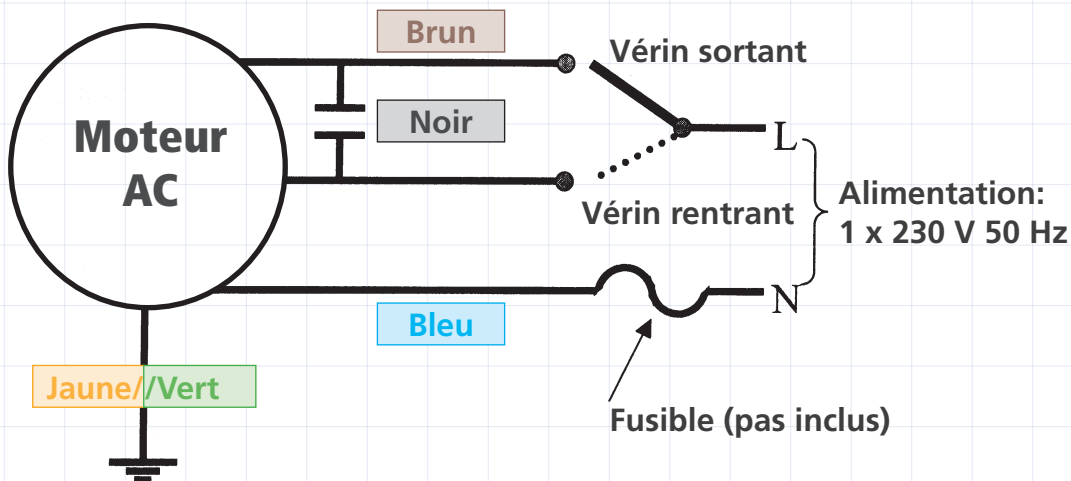 Brun
Vérin sortant
Moteur
AC
Noir
L
Vérin rentrant
Alimentation:
1 x 230 V 50 Hz
N
Bleu
Jaune//Vert
Fusible (pas inclus)